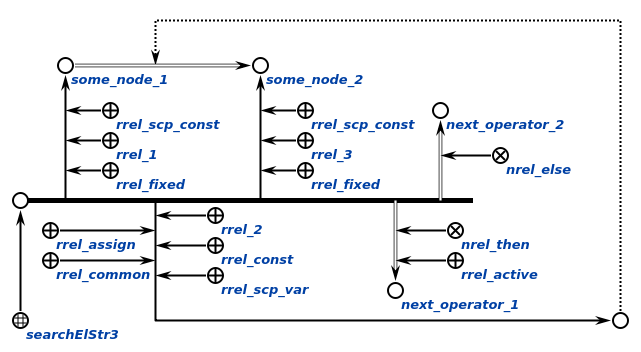 some_node_1
some_node_2
rrel_scp_const
rrel_scp_const
next_operator_2
rrel_1
rrel_3
nrel_else
rrel_fixed
rrel_fixed
rrel_2
rrel_assign
nrel_then
rrel_const
rrel_common
rrel_active
rrel_scp_var
next_operator_1
searchElStr3